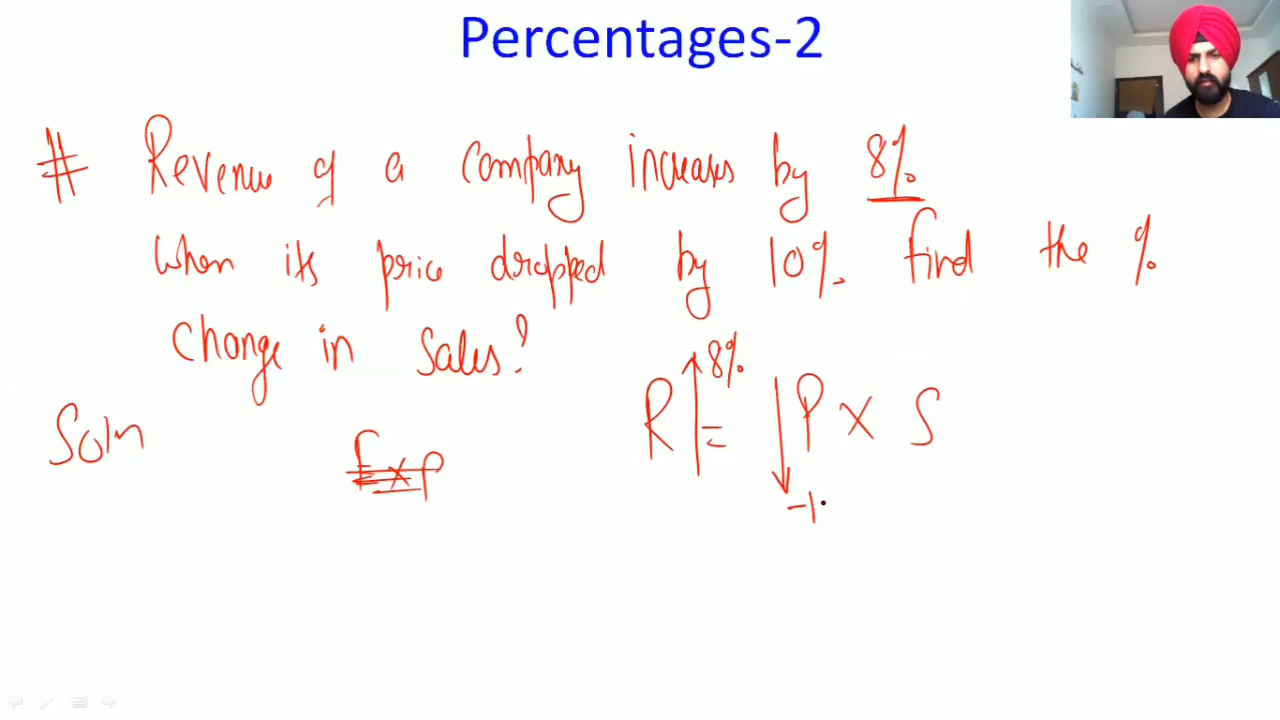 Percentages-2
# Revenue of a company increases by 8%
when its price dropped by 10%. find the %
change in sales?
Soln
Exp
R = P × S
8%
-1